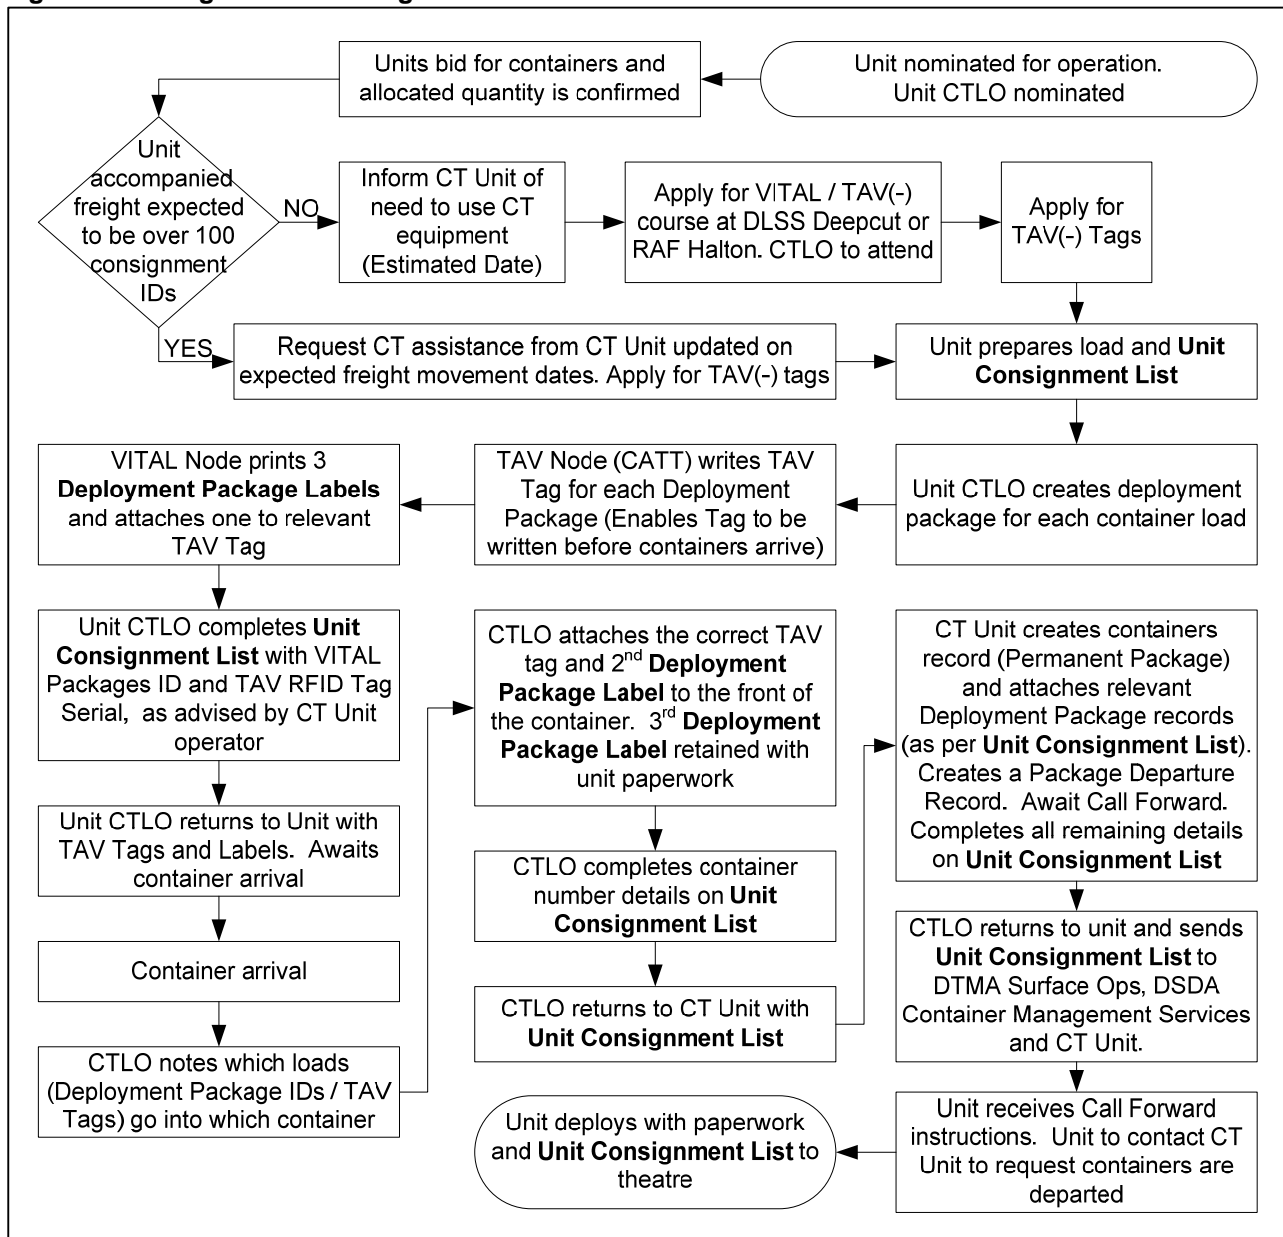 Unit nominated for operation.
Unit CTLO nominated
Units bid for containers and
allocated quantity is confirmed
Unit
accompanied
freight expected
to be over 100
consignment
IDs
NO
Inform CT Unit of
need to use CT
equipment
(Estimated Date)
Apply for VITAL / TAV(-)
course at DLSS Deepcut or
RAF Halton. CTLO to attend
Apply for
TAV(-) Tags
YES
Request CT assistance from CT Unit updated on
expected freight movement dates. Apply for TAV(-) tags
Unit prepares load and Unit
Consignment List
Unit CTLO creates deployment
package for each container load
TAV Node (CATT) writes TAV
Tag for each Deployment
Package (Enables Tag to be
written before containers arrive)
VITAL Node prints 3
Deployment Package Labels
and attaches one to relevant
TAV Tag
Unit CTLO completes Unit
Consignment List with VITAL
Packages ID and TAV RFID Tag
Serial, as advised by CT Unit
operator
Unit CTLO returns to Unit with
TAV Tags and Labels. Awaits
container arrival
Container arrival
CTLO notes which loads
(Deployment Package IDs / TAV
Tags) go into which container
CTLO attaches the correct TAV
tag and 2nd Deployment
Package Label to the front of
the container. 3rd Deployment
Package Label retained with
unit paperwork
CTLO completes container
number details on Unit
Consignment List
CTLO returns to CT Unit with
Unit Consignment List
CT Unit creates containers
record (Permanent Package)
and attaches relevant
Deployment Package records
(as per Unit Consignment List).
Creates a Package Departure
Record. Await Call Forward.
Completes all remaining details
on Unit Consignment List
CTLO returns to unit and sends
Unit Consignment List to
DTMA Surface Ops, DSDA
Container Management Services
and CT Unit.
Unit receives Call Forward
instructions. Unit to contact CT
Unit to request containers are
departed
Unit deploys with paperwork
and Unit Consignment List to
theatre